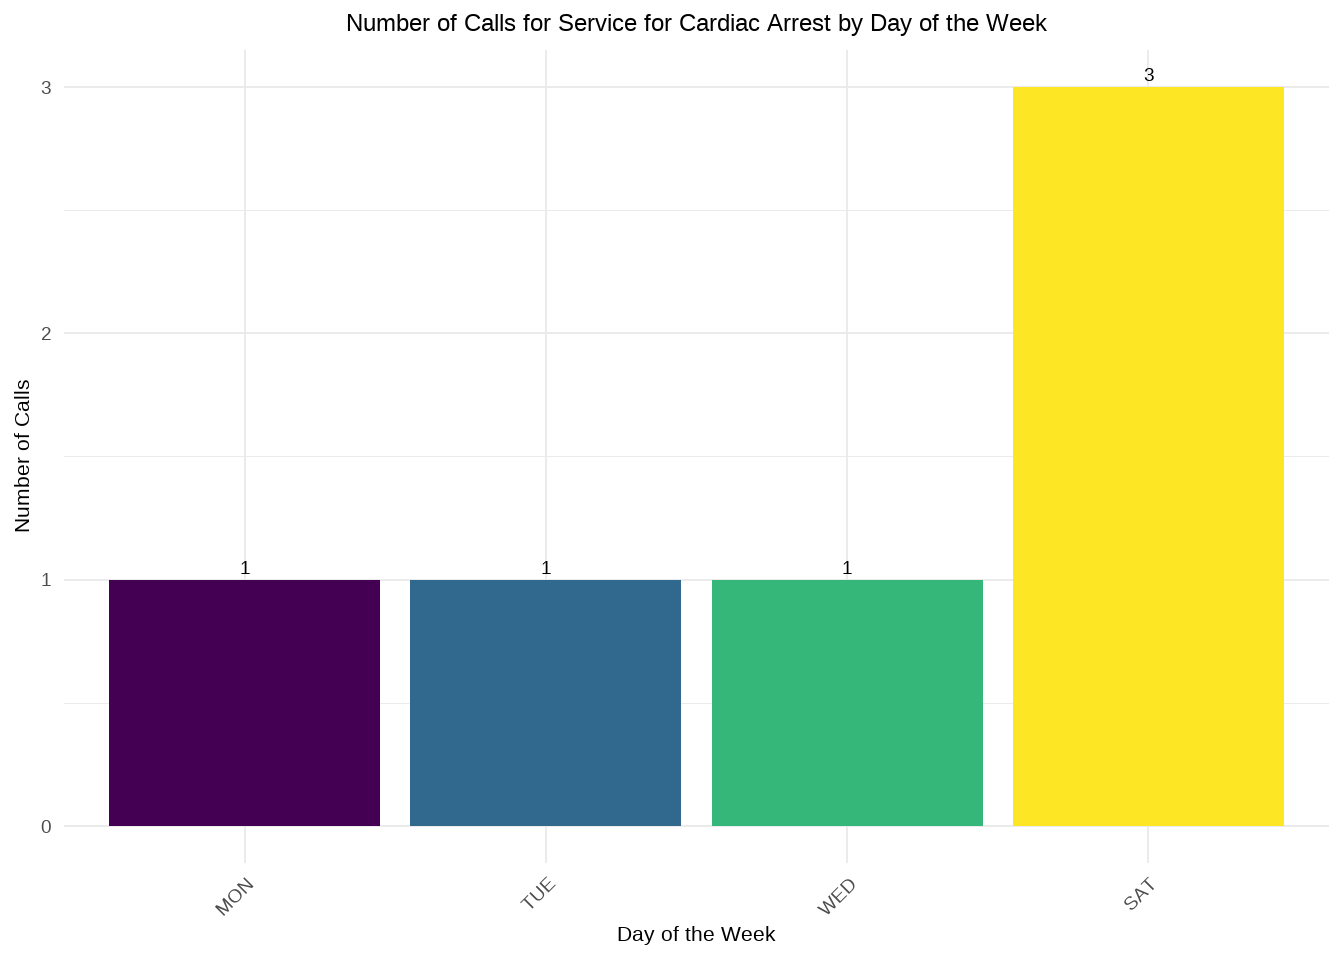 Number of Calls for Service for Cardiac Arrest by Day of the Week
3
3
2
Number of Calls
1
1
1
1
0
MON
TUE
WED
SAT
Day of the Week